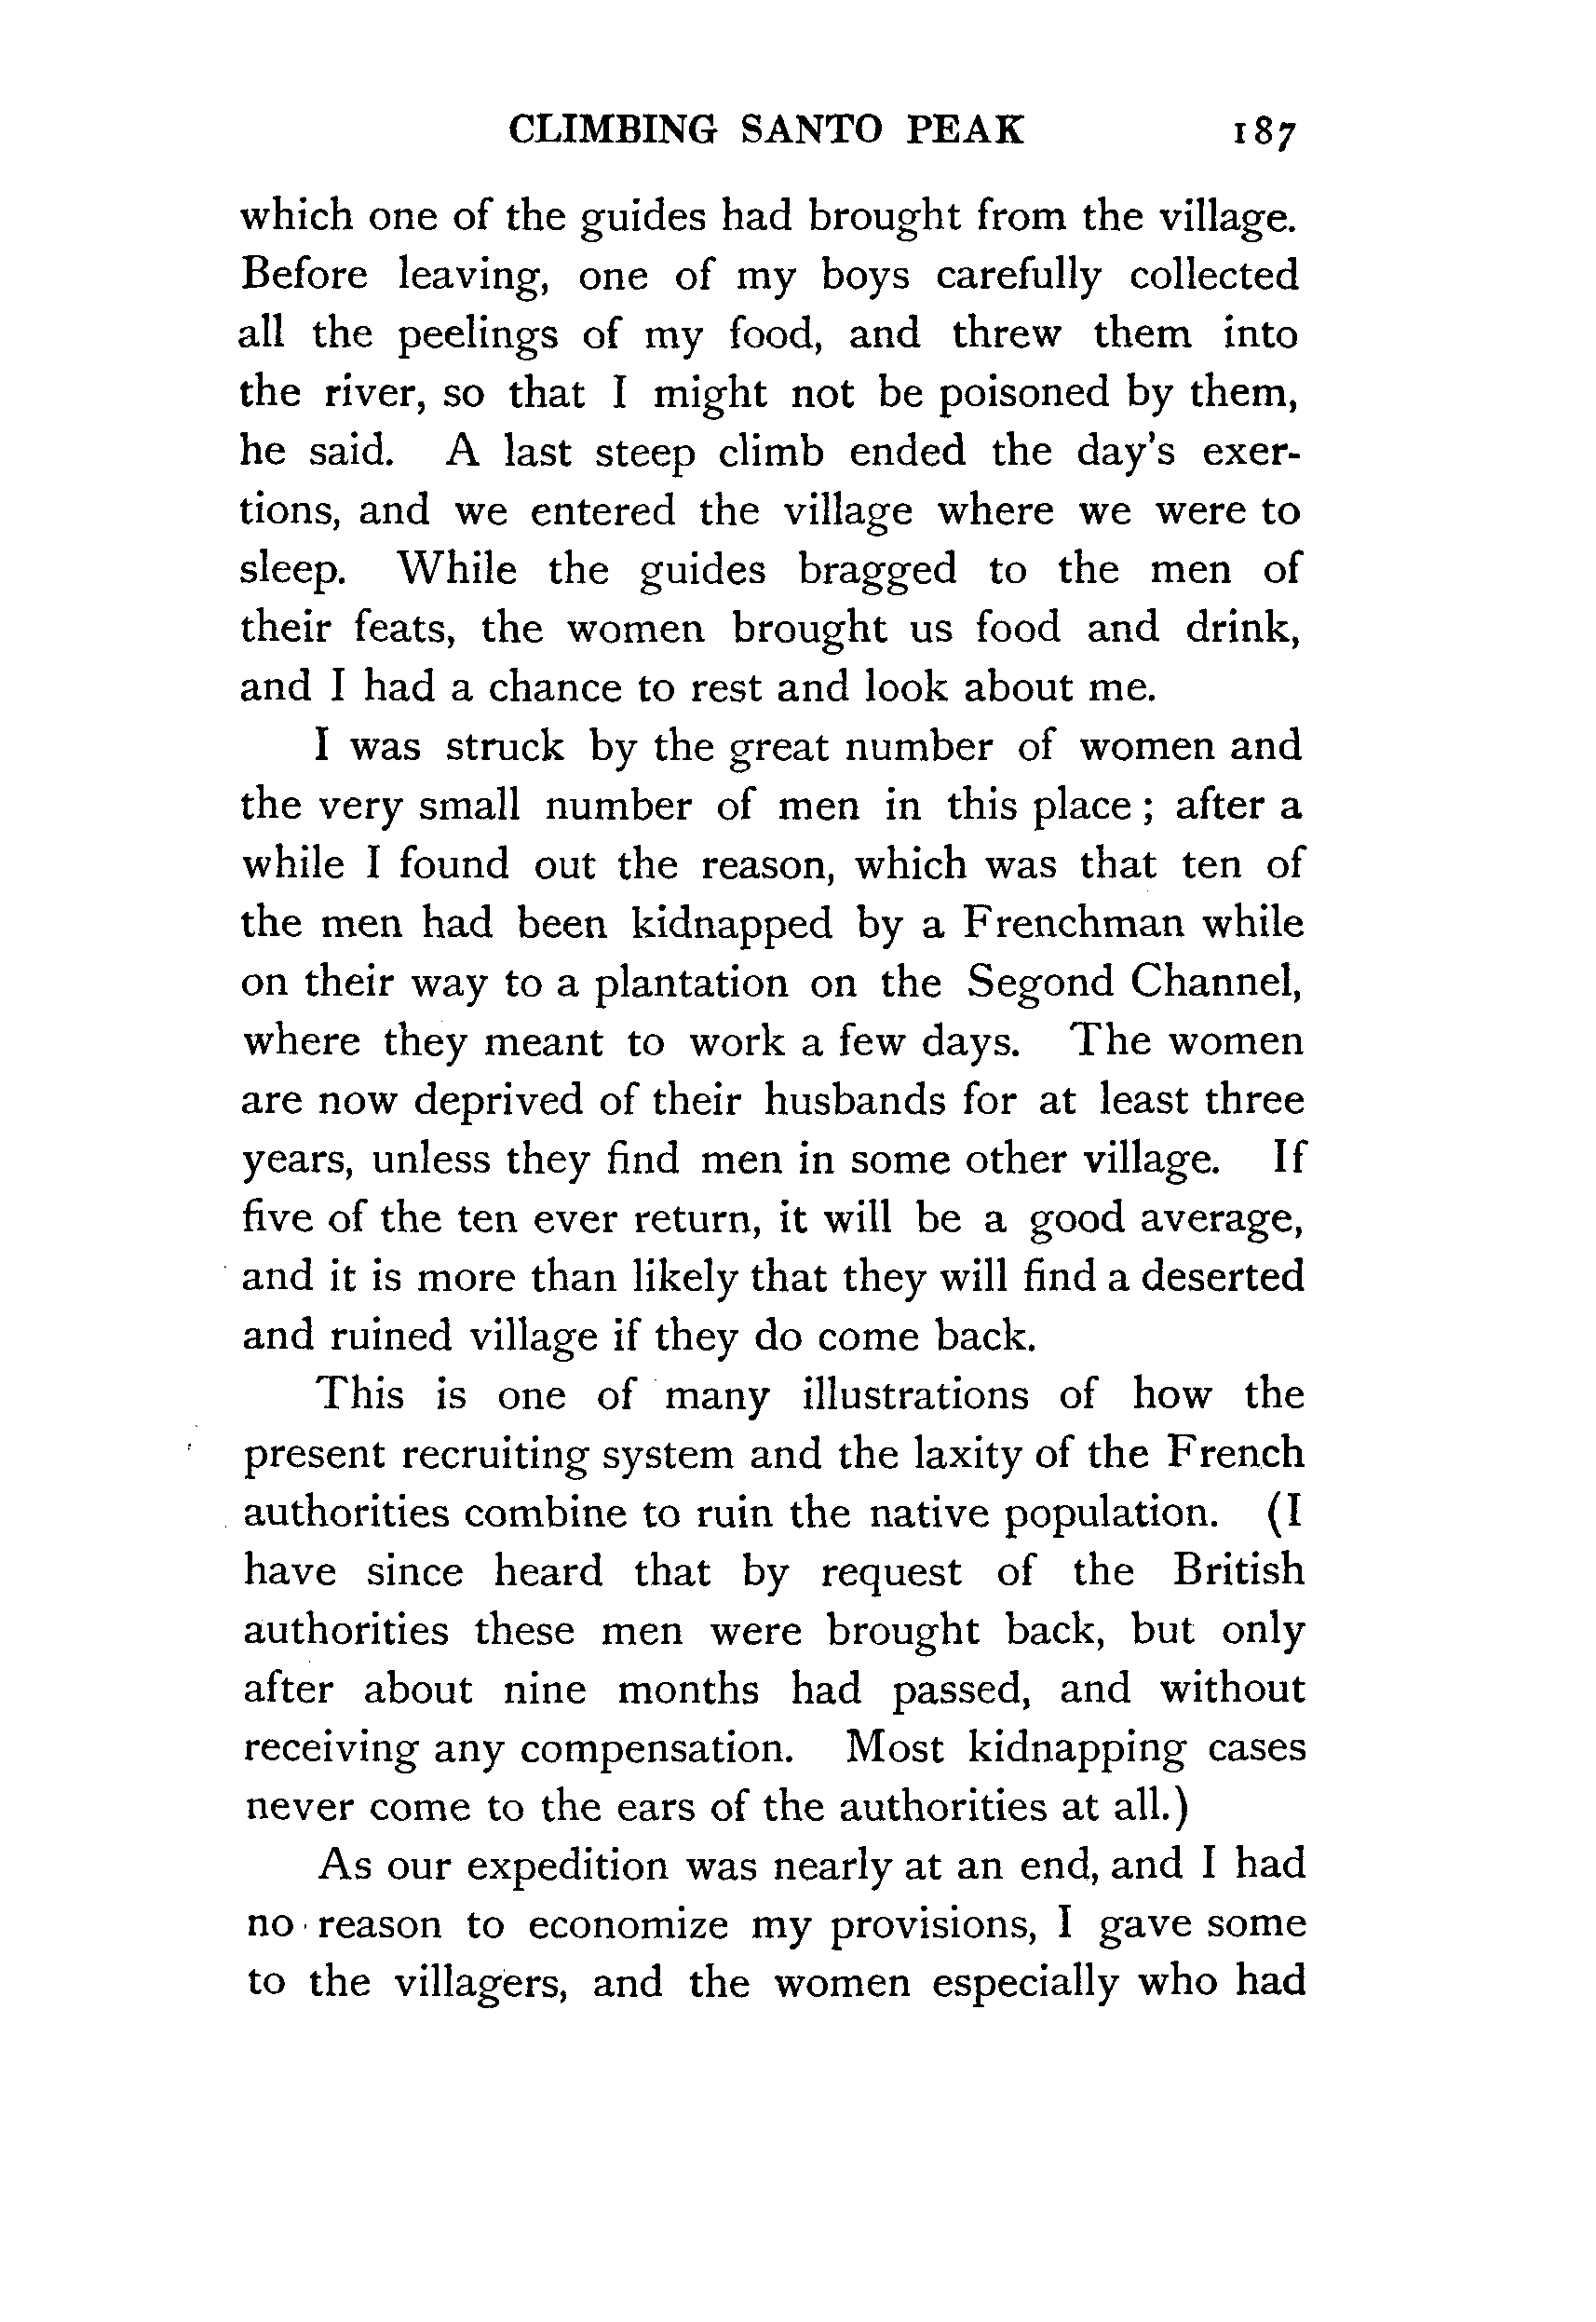 CLIMBING SANTO PEAK 187
which one of the guides had brought from the village.
Before leaving, one of my boys carefully collected
all the peelings of my food, and threw them into
the river, so that I might not be poisoned by them,
he said. A last steep climb ended the day's exer-
tions, and we entered the village where we were to
sleep. While the guides bragged to the men of
their feats, the women brought us food and drink,
and I had a chance to rest and look about me.
I was struck by the great number of women and
the very small number of men in this place ; after a
while I found out the reason, which was that ten of
the men had been kidnapped by a Frenchman while
on their way to a plantation on the Segond Channel,
where they meant to work a few days. The women
are now deprived of their husbands for at least three
years, unless they find men in some other village. If
five of the ten ever return, it will be a good average,
and it is more than likely that they will find a deserted
and ruined village if they do come back.
This is one of many illustrations of how the
present recruiting system and the laxity of the French
authorities combine to ruin the native population. (I
have since heard that by request of the British
authorities these men were brought back, but only
after about nine months had passed, and without
receiving any compensation. Most kidnapping cases
never come to the ears of the authorities at all.)
As our expedition was nearly at an end, and I had
no reason to economize my provisions, I gave some
to the villagers, and the women especially who had